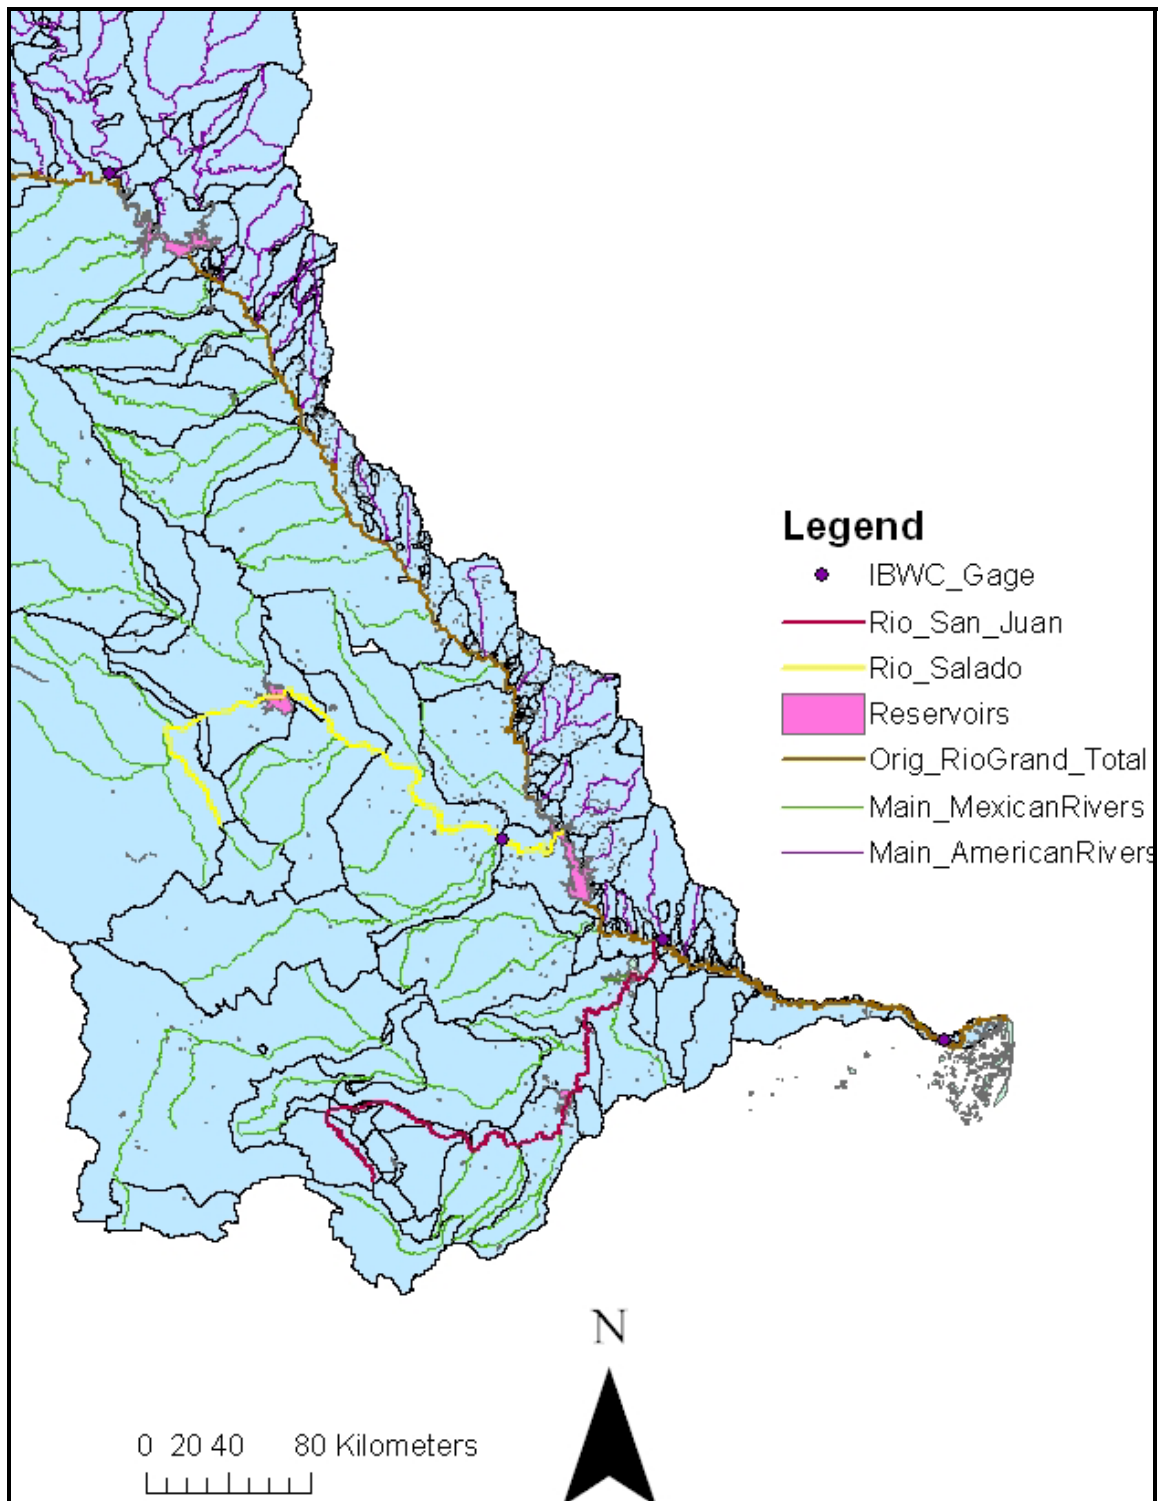 Legend
IBWC_Gage
Rio_San_Juan
Rio_Salado
Reservoirs
Orig_RioGrand_Total
Main_MexicanRivers
Main_AmericanRivers
N
0 20 40 80 Kilometers